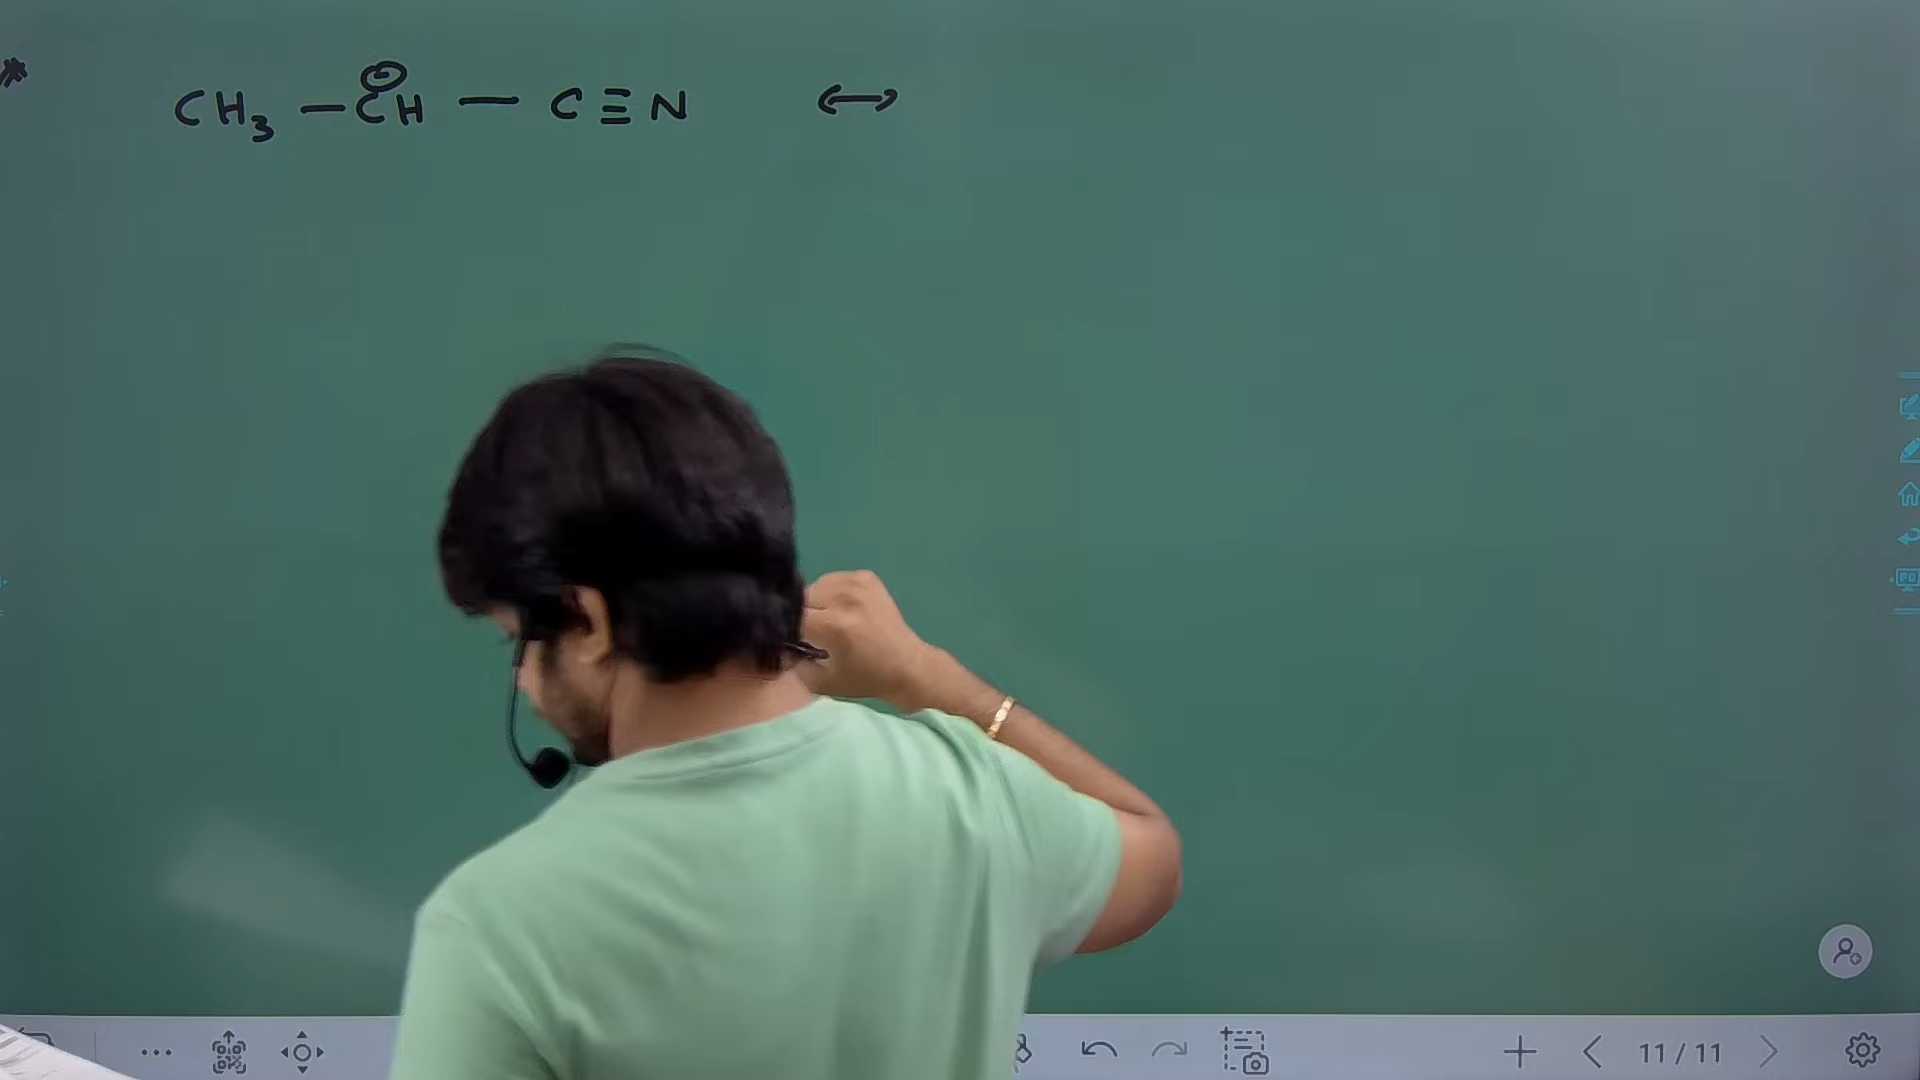 * CH₃ — C⊖H — C≡N ↔
11/11